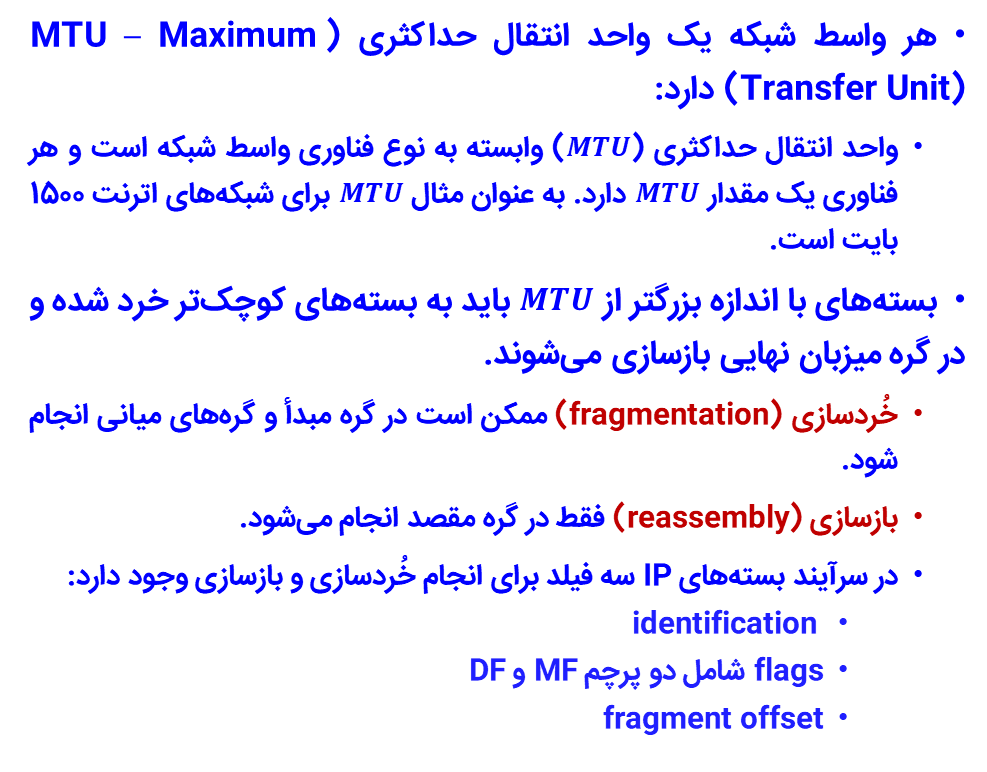 • هر واسط شبکه یک واحد انتقال حداکثری ( MTU – Maximum
Transfer Unit) دارد:
• واحد انتقال حداکثری (MTU) وابسته به نوع فناوری واسط شبکه است و هر
فناوری یک مقدار MTU دارد. به عنوان مثال MTU برای شبکه‌های اترنت ۱۵۰۰
بایت است.
• بسته‌های با اندازه بزرگتر از MTU باید به بسته‌های کوچک‌تر خرد شده و
در گره میزبان نهایی بازسازی می‌شوند.
• خُردسازی (fragmentation) ممکن است در گره مبدأ و گره‌های میانی انجام
شود.
• بازسازی (reassembly) فقط در گره مقصد انجام می‌شود.
• در سرآیند بسته‌های IP سه فیلد برای انجام خُردسازی و بازسازی وجود دارد:
• identification
• flags شامل دو پرچم MF و DF
• fragment offset